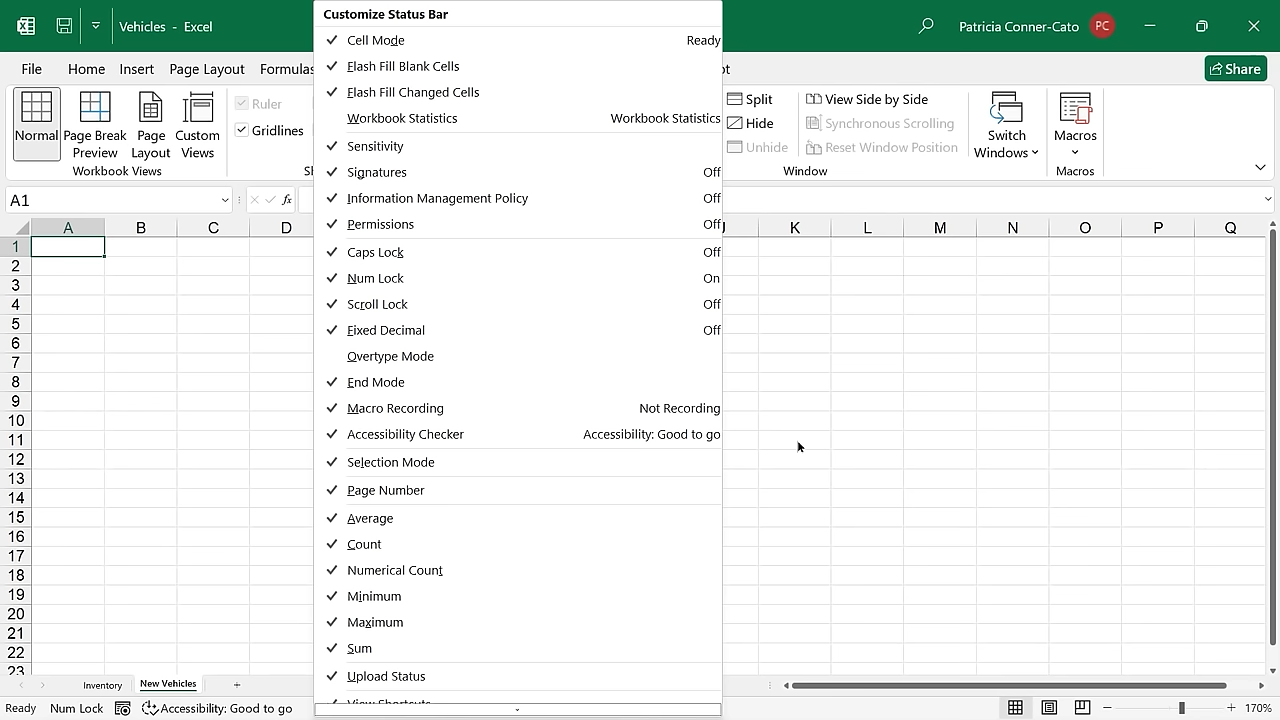 Vehicles - Excel
Patricia Conner-Cato
PC
ile
Home
Insert
Page Layout
Formulas
Share
Normal
Page Break Preview
Page Layout
Custom Views
Workbook Views
Ruler
Gridlines
Split
Hide
Unhide
View Side by Side
Synchronous Scrolling
Reset Window Position
Window
Switch Windows
Macros
Macros
A1
fx
A B C D K L M N O P Q
1
2
3
4
5
6
7
8
9
10
11
12
13
14
15
16
17
18
19
20
21
22
23
Customize Status Bar
Cell Mode Ready
Flash Fill Blank Cells
Flash Fill Changed Cells
Workbook Statistics Workbook Statistics
Sensitivity
Signatures Off
Information Management Policy Off
Permissions Off
Caps Lock Off
Num Lock On
Scroll Lock Off
Fixed Decimal Off
Overtype Mode
End Mode
Macro Recording Not Recording
Accessibility Checker Accessibility: Good to go
Selection Mode
Page Number
Average
Count
Numerical Count
Minimum
Maximum
Sum
Upload Status
View Shortcuts
Inventory
New Vehicles
Ready
Num Lock
Accessibility: Good to go
170%